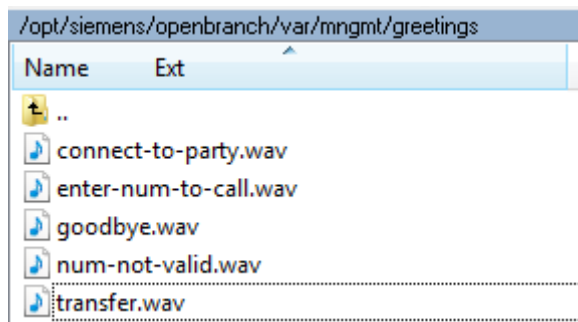 /opt/siemens/openbranch/var/mngmt/greetings
Name Ext
..
connect-to-party.wav
enter-num-to-call.wav
goodbye.wav
num-not-valid.wav
transfer.wav